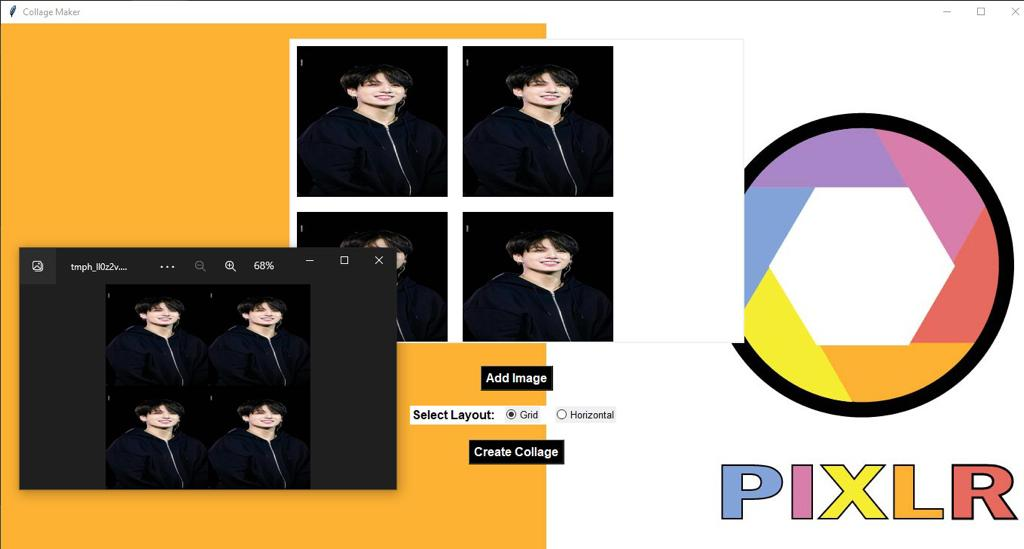 Collage Maker
tmph_ll0z2v....
68%
Add Image
Select Layout: Grid Horizontal
Create Collage
PIXLR